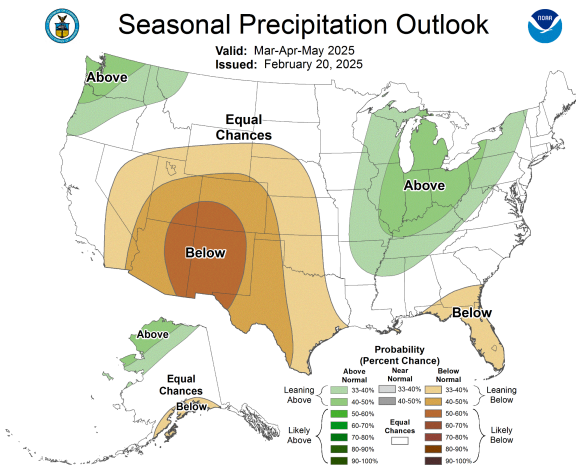 Seasonal Precipitation Outlook
Valid: Mar-Apr-May 2025
Issued: February 20, 2025
NOAA
Above
Equal
Chances
Above
Below
Below
Above
Equal
Chances
Below
Probability
(Percent Chance)
Above
Normal
Near
Normal
Below
Normal
Leaning
Above
33-40%
40-50%
33-40%
40-50%
33-40%
40-50%
Leaning
Below
Likely
Above
50-60%
60-70%
70-80%
80-90%
90-100%
Equal
Chances
50-60%
60-70%
70-80%
80-90%
90-100%
Likely
Below